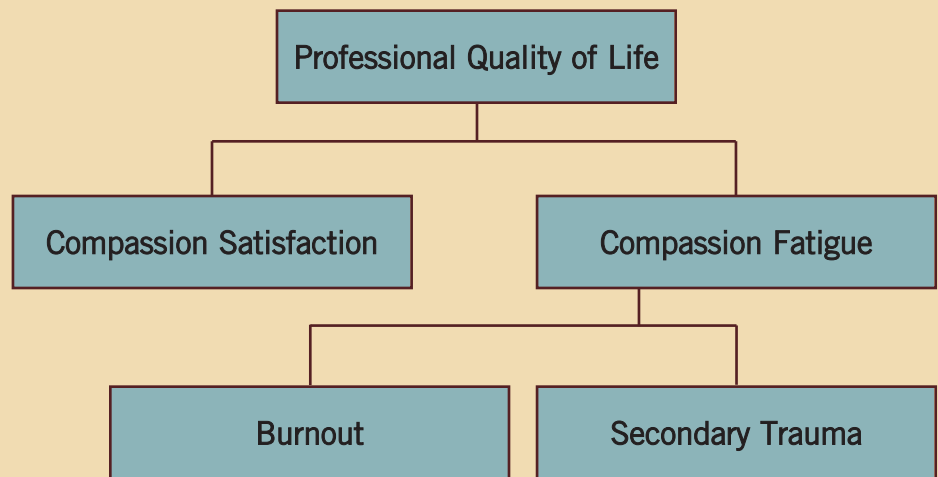 Professional Quality of Life
Compassion Satisfaction
Compassion Fatigue
Burnout
Secondary Trauma